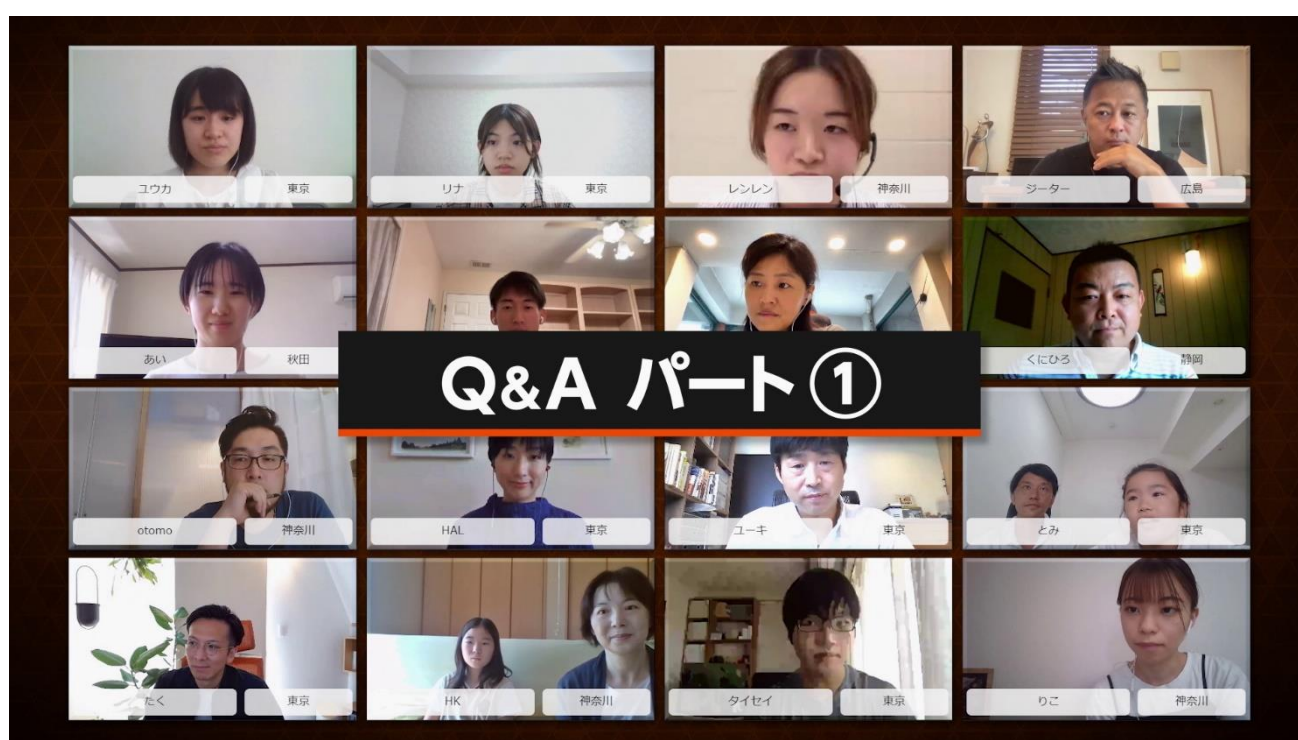 ユウカ 東京
リナ 東京
レンレン 神奈川
ジーター 広島
あい 秋田
くにひろ 静岡
Q&A パート①
otomo 神奈川
HAL 東京
ユーキ 東京
とみ 東京
たく 東京
HK 神奈川
タイセイ 東京
りこ 神奈川